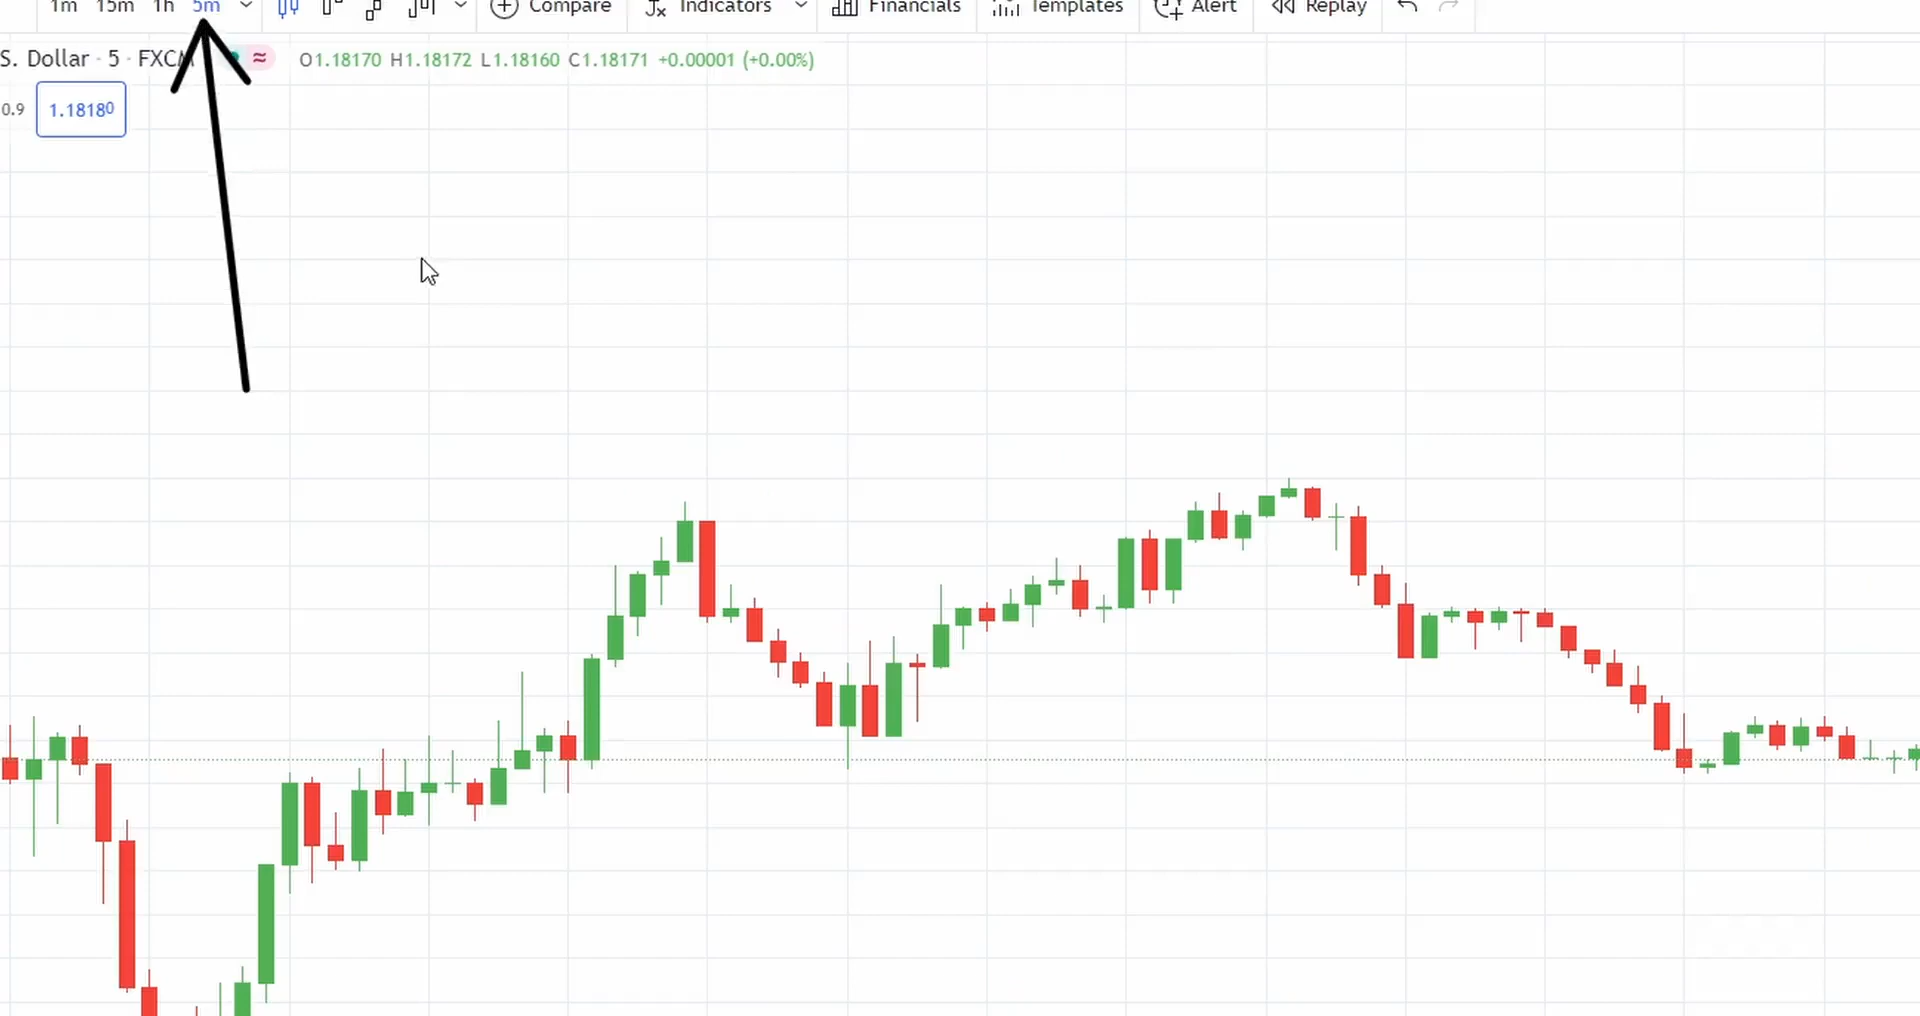 1m 15m 1h 5m Compare Indicators Financials Templates Alert Replay
S. Dollar · 5 · FXCM ≈ O1.18170 H1.18172 L1.18160 C1.18171 +0.00001 (+0.00%)
0.9 1.18180